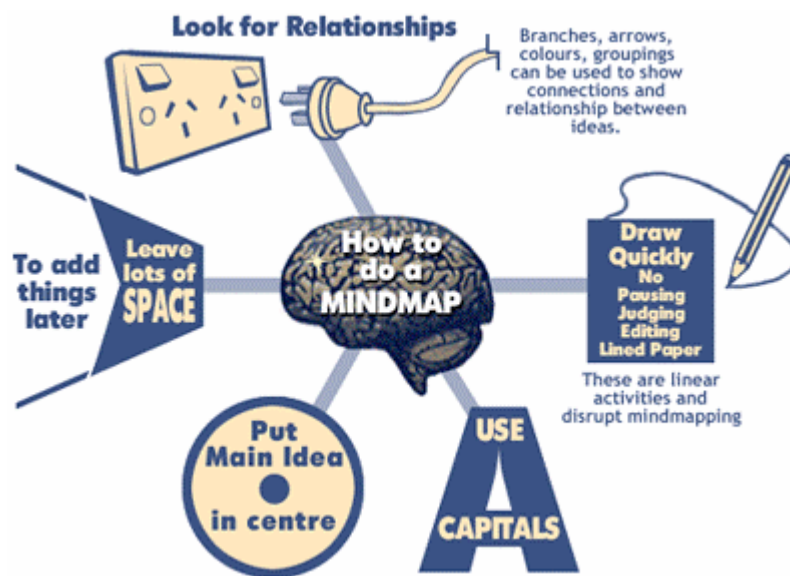 Look for Relationships
Branches, arrows,
colours, groupings
can be used to show
connections and
relationship between
ideas.
How to
do a
MINDMAP
Draw
Quickly
No
Pausing
Judging
Editing
Lined Paper
These are linear
activities and
disrupt mindmapping
USE
CAPITALS
Put
Main Idea
in centre
Leave
lots of
SPACE
To add
things
later